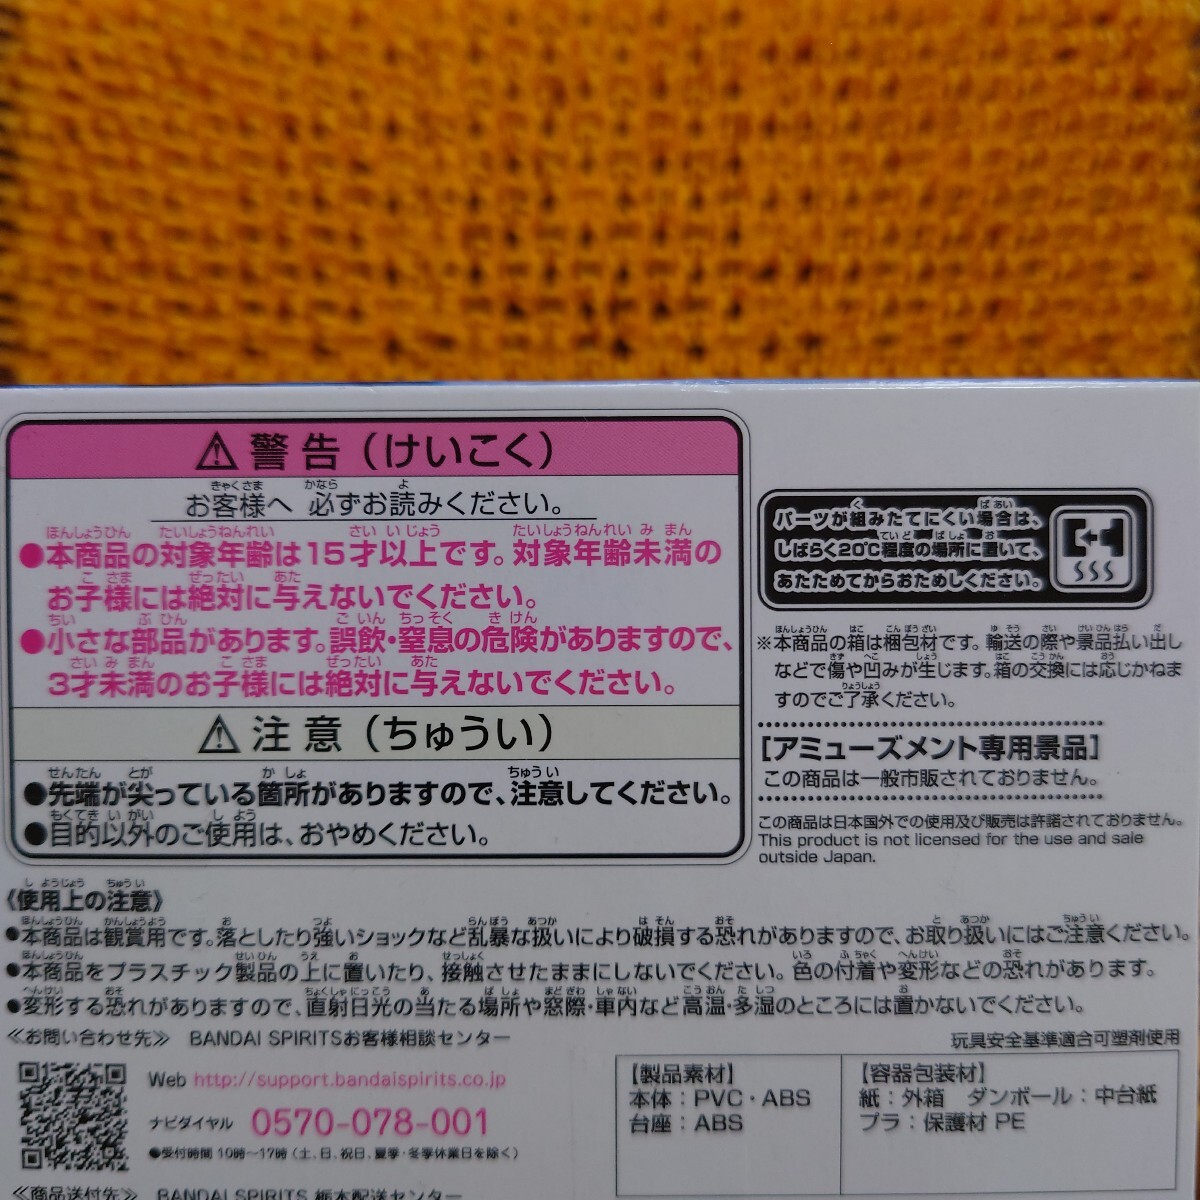 ⚠警告（けいこく）
お客様へ 必ずお読みください。
●本商品の対象年齢は15才以上です。対象年齢未満の
お子様には絶対に与えないでください。
●小さな部品があります。誤飲・窒息の危険がありますので、
3才未満のお子様には絶対に与えないでください。
⚠注意（ちゅうい）
●先端が尖っている箇所がありますので、注意してください。
●目的以外のご使用は、おやめください。
パーツが組みたてにくい場合は、
しばらく20℃程度の場所に置いて、
あたためてからおためしください。
※本商品の箱は梱包材です。輸送の際や景品払い出し
などで傷や凹みが生じます。箱の交換には応じかねま
すのでご了承ください。
［アミューズメント専用景品］
この商品は一般市販されておりません。
この商品は日本国外での使用及び販売は許諾されておりません。
This product is not licensed for the use and sale
outside Japan.
《使用上の注意》
●本商品は観賞用です。落としたり強いショックなど乱暴な扱いにより破損する恐れがありますので、お取り扱いにはご注意ください。
●本商品をプラスチック製品の上に置いたり、接触させたままにしないでください。色の付着や変形などの恐れがあります。
●変形する恐れがありますので、直射日光の当たる場所や窓際・車内など高温・多湿のところには置かないでください。
≪お問い合わせ先≫ BANDAI SPIRITSお客様相談センター
玩具安全基準適合可塑剤使用
Web http://support.bandaispirits.co.jp
ナビダイヤル 0570-078-001
●受付時間 10時～17時（土、日、祝日、夏季・冬季休業日を除く）
≪商品送付先≫ BANDAI SPIRITS 栃木配送センター
【製品素材】
本体：PVC・ABS
台座：ABS
【容器包装材】
紙：外箱 ダンボール：中台紙
プラ：保護材 PE